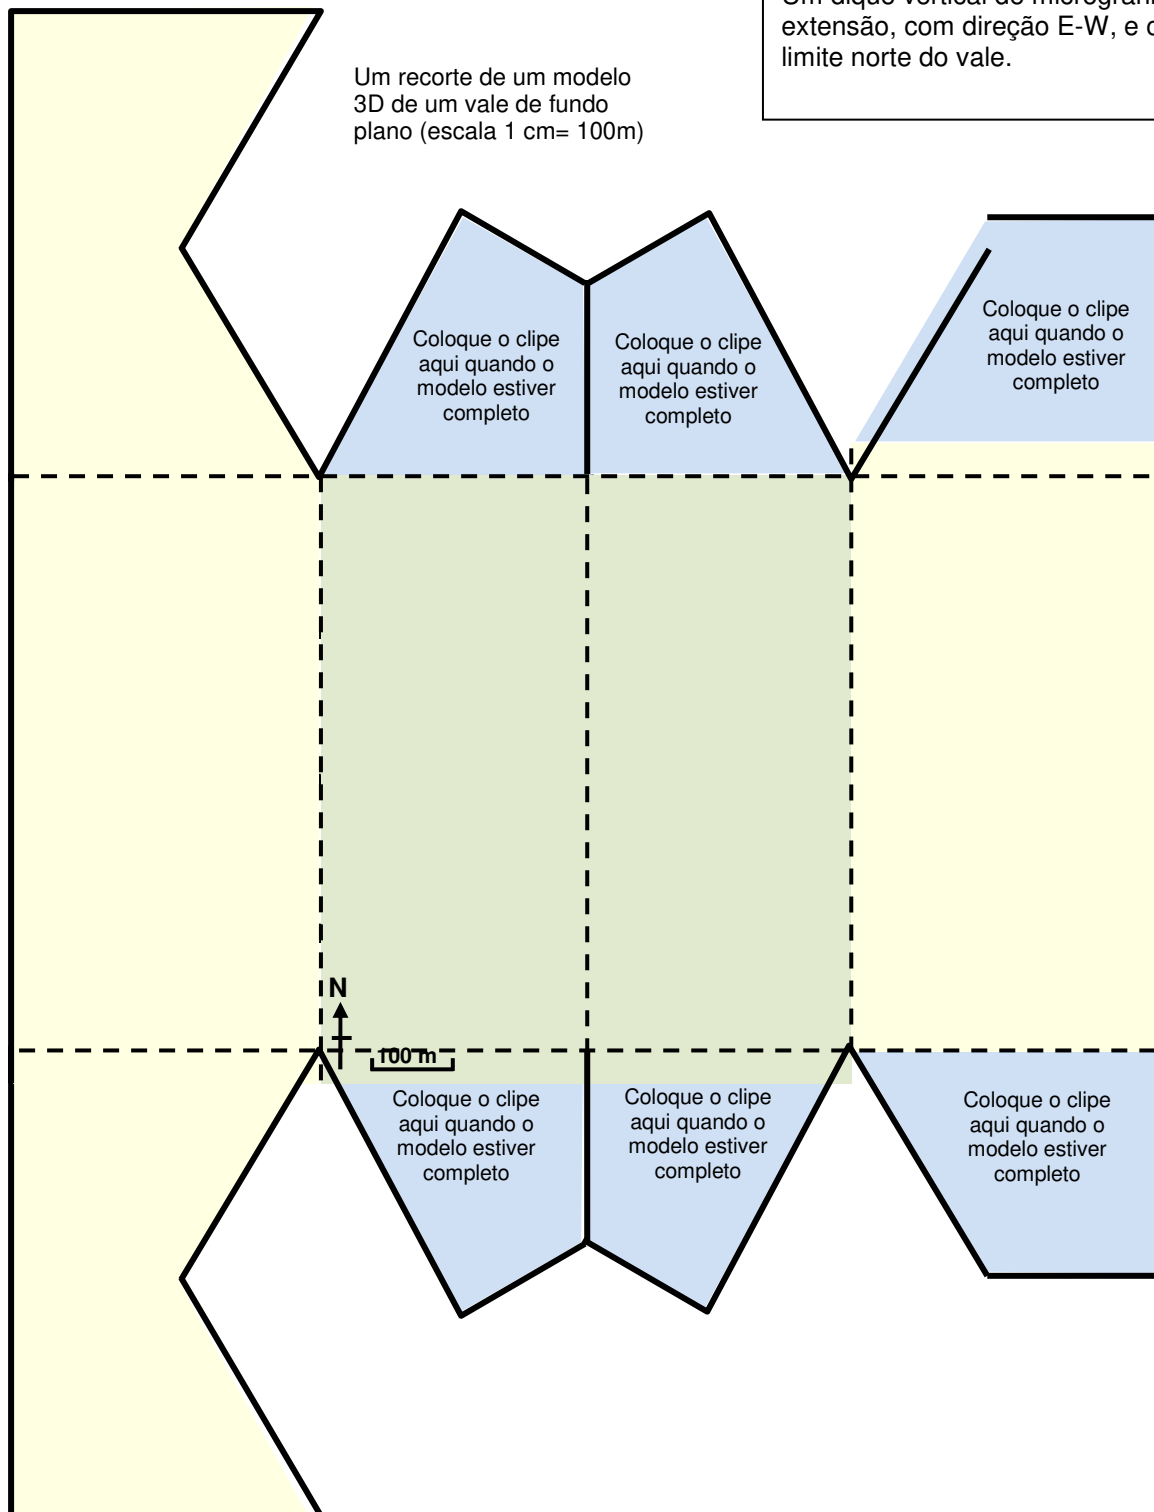 extensão, com direção E-W, e
limite norte do vale.
Um recorte de um modelo
3D de um vale de fundo
plano (escala 1 cm= 100m)
Coloque o clipe
aqui quando o
modelo estiver
completo
Coloque o clipe
aqui quando o
modelo estiver
completo
Coloque o clipe
aqui quando o
modelo estiver
completo
N
100 m
Coloque o clipe
aqui quando o
modelo estiver
completo
Coloque o clipe
aqui quando o
modelo estiver
completo
Coloque o clipe
aqui quando o
modelo estiver
completo